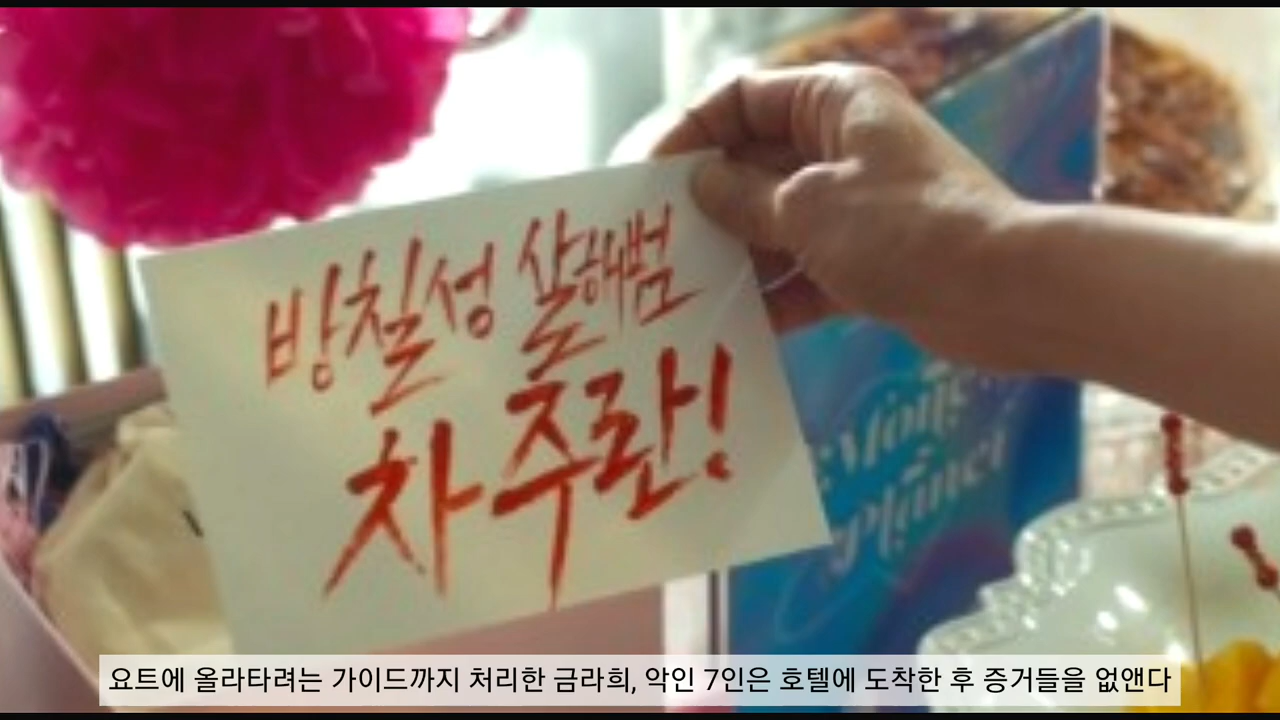 방칠성 살해범
차주란!
Planet
요트에 올라타려는 가이드까지 처리한 금라희, 악인 7인은 호텔에 도착한 후 증거들을 없앤다